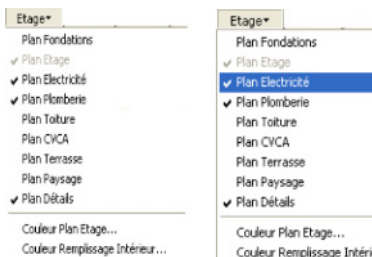 Etage
Plan Fondations
Plan Etage
Plan Electricité
Plan Plomberie
Plan Toiture
Plan CVCA
Plan Terrasse
Plan Paysage
Plan Détails
Couleur Plan Etage...
Couleur Remplissage Intérieur...
Etage
Plan Fondations
Plan Etage
Plan Electricité
Plan Plomberie
Plan Toiture
Plan CVCA
Plan Terrasse
Plan Paysage
Plan Détails
Couleur Plan Etage...
Couleur Remplissage Intéri